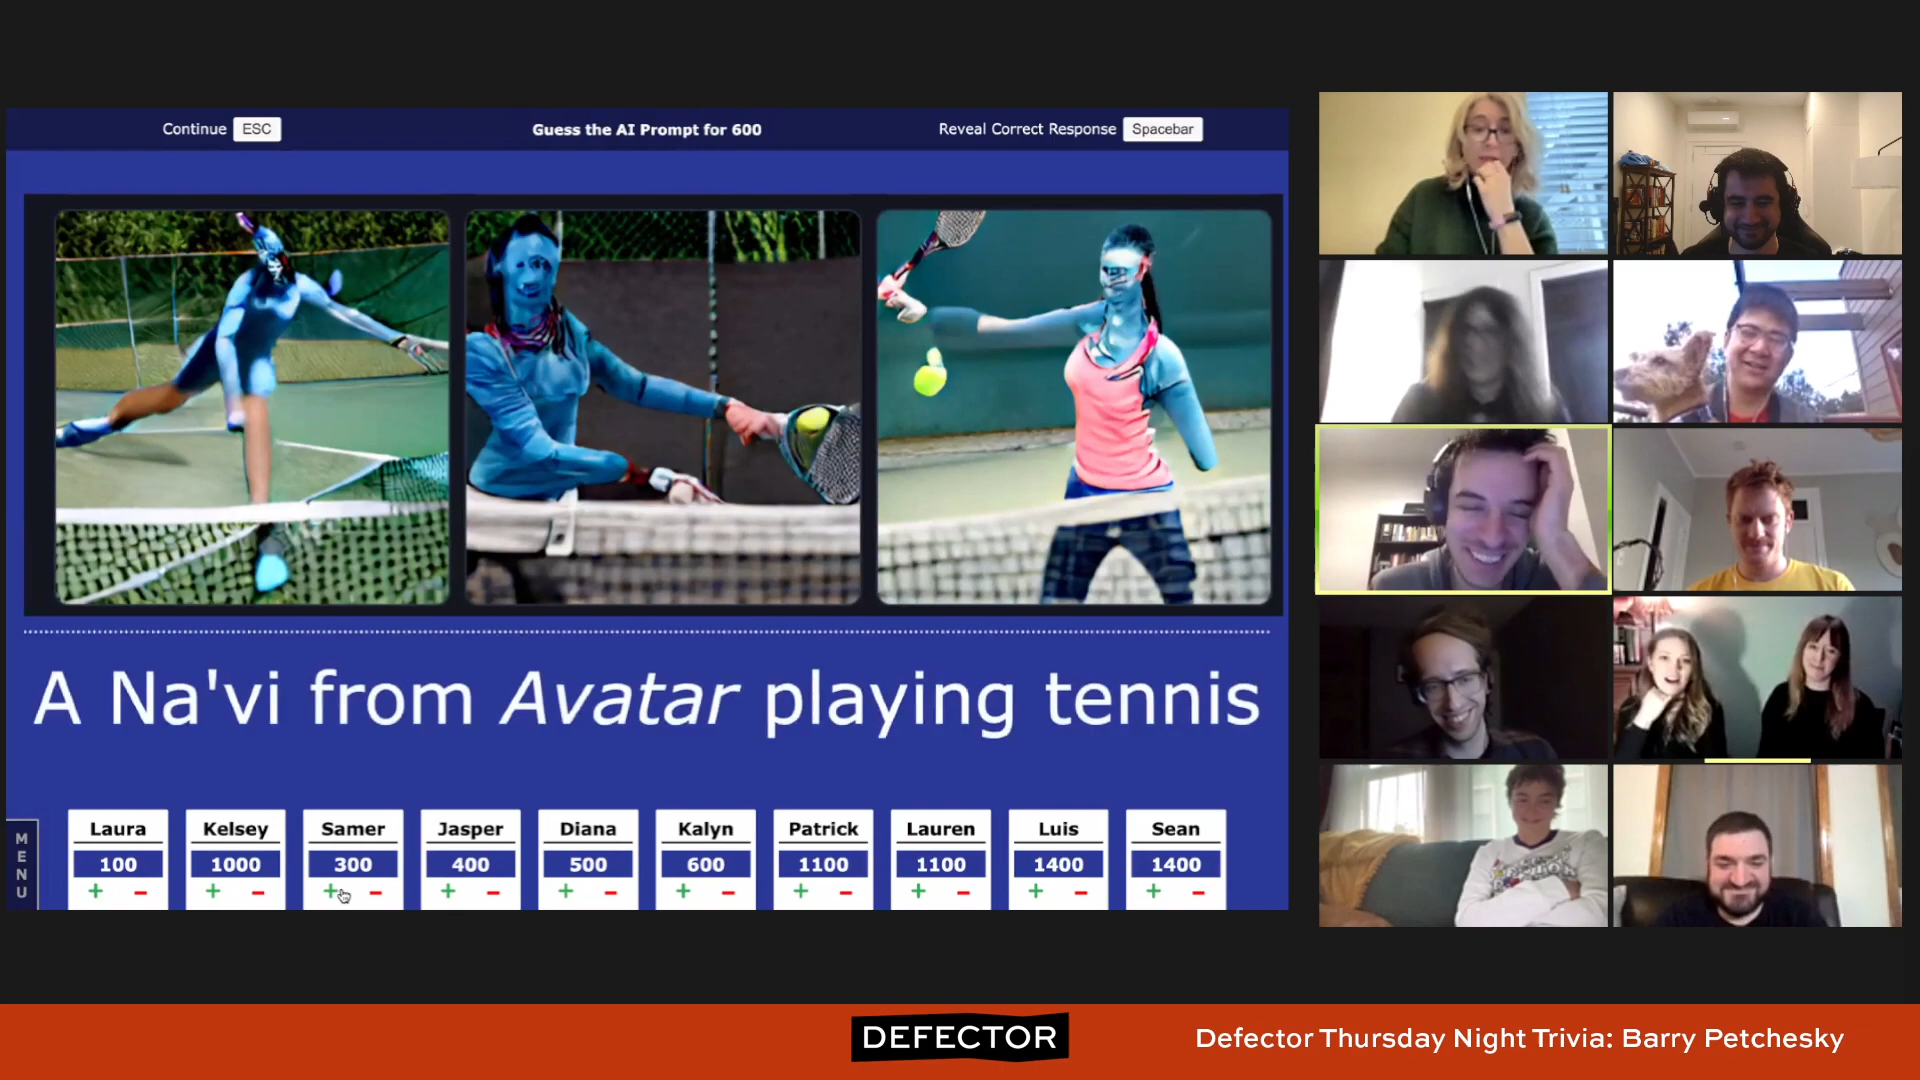 Continue ESC
Guess the AI Prompt for 600
Reveal Correct Response Spacebar
A Na'vi from Avatar playing tennis
MENU
Laura Kelsey Samer Jasper Diana Kalyn Patrick Lauren Luis Sean
100 1000 300 400 500 600 1100 1100 1400 1400
+ - + - + - + - + - + - + - + - + - + -
DEFECTOR
Defector Thursday Night Trivia: Barry Petchesky